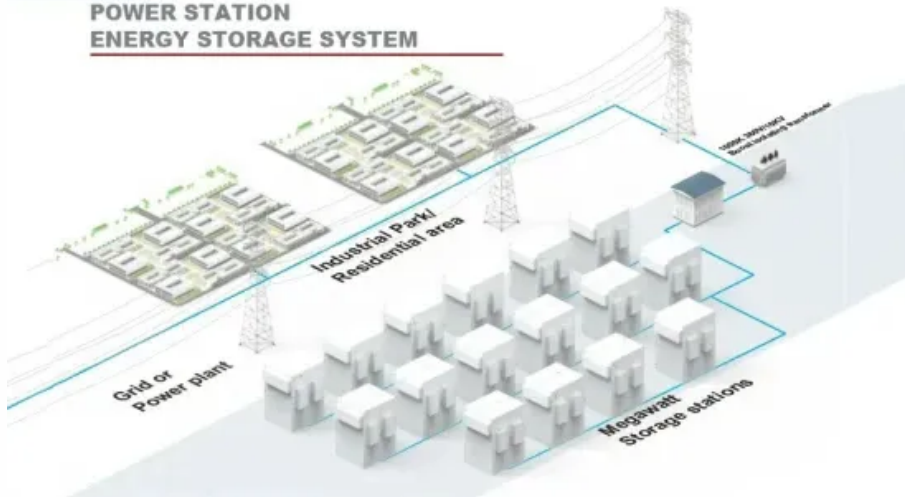 POWER STATION
ENERGY STORAGE SYSTEM
Industrial Park/
Residential area
Grid or
Power plant
Megawatt
Storage stations